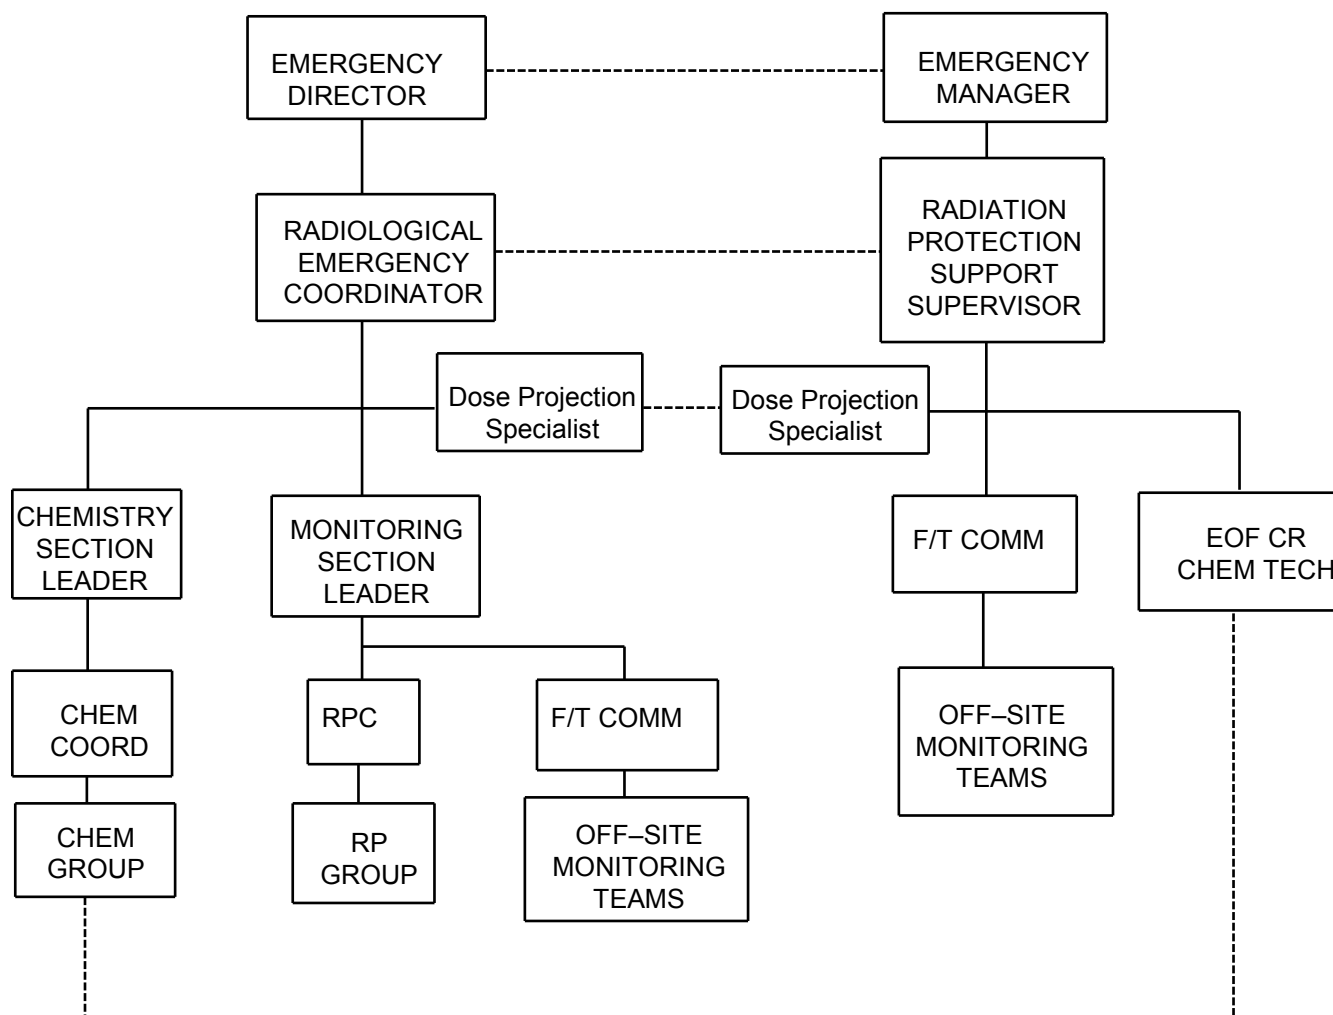 EMERGENCY
DIRECTOR
EMERGENCY
MANAGER
RADIOLOGICAL
EMERGENCY
COORDINATOR
RADIATION
PROTECTION
SUPPORT
SUPERVISOR
Dose Projection
Specialist
Dose Projection
Specialist
CHEMISTRY
SECTION
LEADER
MONITORING
SECTION
LEADER
F/T COMM
EOF CR
CHEM TECH
CHEM
COORD
RPC
F/T COMM
OFF–SITE
MONITORING
TEAMS
CHEM
GROUP
RP
GROUP
OFF–SITE
MONITORING
TEAMS